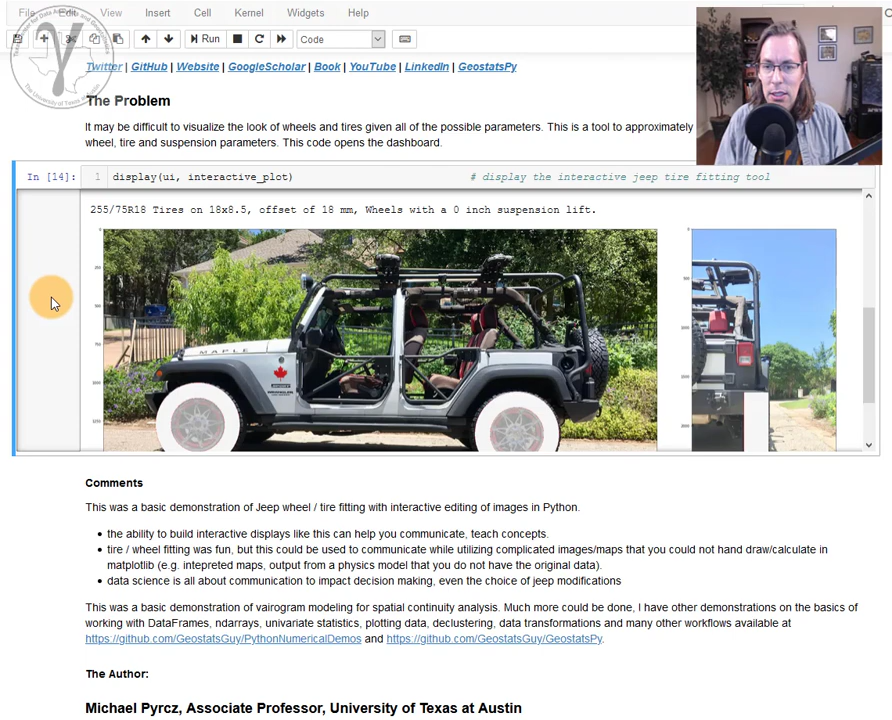 File Edit View Insert Cell Kernel Widgets Help
Run Code
Twitter | GitHub | Website | GoogleScholar | Book | YouTube | LinkedIn | GeostatsPy
The Problem
It may be difficult to visualize the look of wheels and tires given all of the possible parameters. This is a tool to approximately
wheel, tire and suspension parameters. This code opens the dashboard.
In [14]: 1 display(ui, interactive_plot) # display the interactive jeep tire fitting tool
255/75R18 Tires on 18x8.5, offset of 18 mm, Wheels with a 0 inch suspension lift.
MAPLE
Comments
This was a basic demonstration of Jeep wheel / tire fitting with interactive editing of images in Python.
• the ability to build interactive displays like this can help you communicate, teach concepts.
• tire / wheel fitting was fun, but this could be used to communicate while utilizing complicated images/maps that you could not hand draw/calculate in
matplotlib (e.g. intepreted maps, output from a physics model that you do not have the original data).
• data science is all about communication to impact decision making, even the choice of jeep modifications
This was a basic demonstration of vairogram modeling for spatial continuity analysis. Much more could be done, I have other demonstrations on the basics of
working with DataFrames, ndarrays, univariate statistics, plotting data, declustering, data transformations and many other workflows available at
https://github.com/GeostatsGuy/PythonNumericalDemos and https://github.com/GeostatsGuy/GeostatsPy.
The Author:
Michael Pyrcz, Associate Professor, University of Texas at Austin